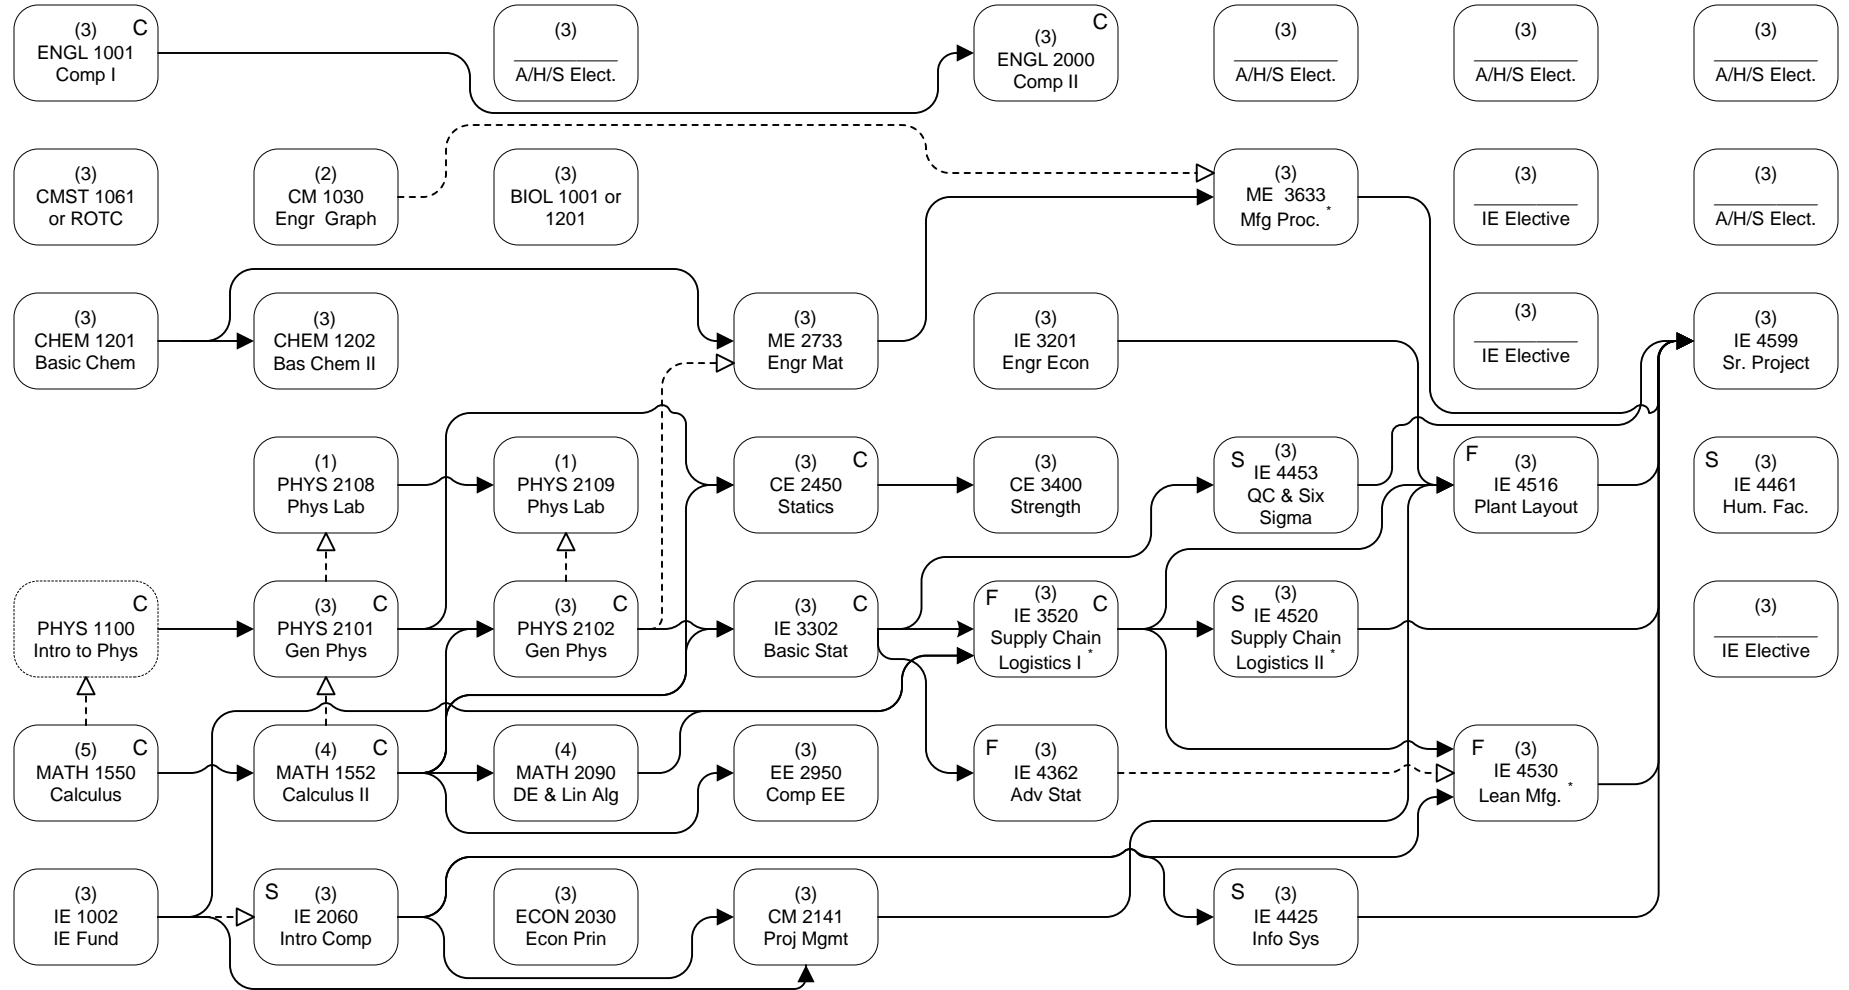 (3) C
ENGL 1001
Comp I
(3)
A/H/S Elect.
(3) C
ENGL 2000
Comp II
(3)
A/H/S Elect.
(3)
A/H/S Elect.
(3)
A/H/S Elect.
(3)
CMST 1061
or ROTC
(2)
CM 1030
Engr Graph
(3)
BIOL 1001 or
1201
(3)
ME 3633
Mfg Proc. *
(3)
IE Elective
(3)
A/H/S Elect.
(3)
CHEM 1201
Basic Chem
(3)
CHEM 1202
Bas Chem II
(3)
ME 2733
Engr Mat
(3)
IE 3201
Engr Econ
(3)
IE Elective
(3)
IE 4599
Sr. Project
(1)
PHYS 2108
Phys Lab
(1)
PHYS 2109
Phys Lab
(3) C
CE 2450
Statics
(3)
CE 3400
Strength
S (3)
IE 4453
QC & Six
Sigma
F (3)
IE 4516
Plant Layout
S (3)
IE 4461
Hum. Fac.
C
PHYS 1100
Intro to Phys
(3) C
PHYS 2101
Gen Phys
(3) C
PHYS 2102
Gen Phys
(3) C
IE 3302
Basic Stat
F (3) C
IE 3520
Supply Chain
Logistics I *
S (3)
IE 4520
Supply Chain
Logistics II *
(3)
IE Elective
(5) C
MATH 1550
Calculus
(4) C
MATH 1552
Calculus II
(4)
MATH 2090
DE & Lin Alg
(3)
EE 2950
Comp EE
F (3)
IE 4362
Adv Stat
F (3)
IE 4530
Lean Mfg. *
(3)
IE 1002
IE Fund
S (3)
IE 2060
Intro Comp
(3)
ECON 2030
Econ Prin
(3)
CM 2141
Proj Mgmt
S (3)
IE 4425
Info Sys